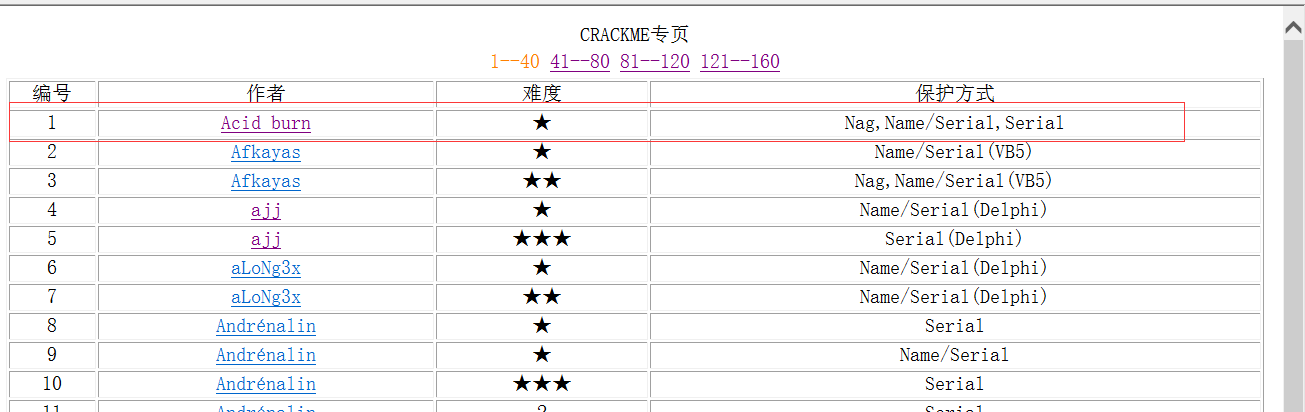 CRACKME专页
1--40 41--80 81--120 121--160
编号 作者 难度 保护方式
1 Acid burn ★ Nag,Name/Serial,Serial
2 Afkayas ★ Name/Serial(VB5)
3 Afkayas ★★ Nag,Name/Serial(VB5)
4 ajj ★ Name/Serial(Delphi)
5 ajj ★★★ Serial(Delphi)
6 aLoNg3x ★ Name/Serial(Delphi)
7 aLoNg3x ★★ Name/Serial(Delphi)
8 Andrénalin ★ Serial
9 Andrénalin ★ Name/Serial
10 Andrénalin ★★★ Serial
11 Andrénalin ? Serial